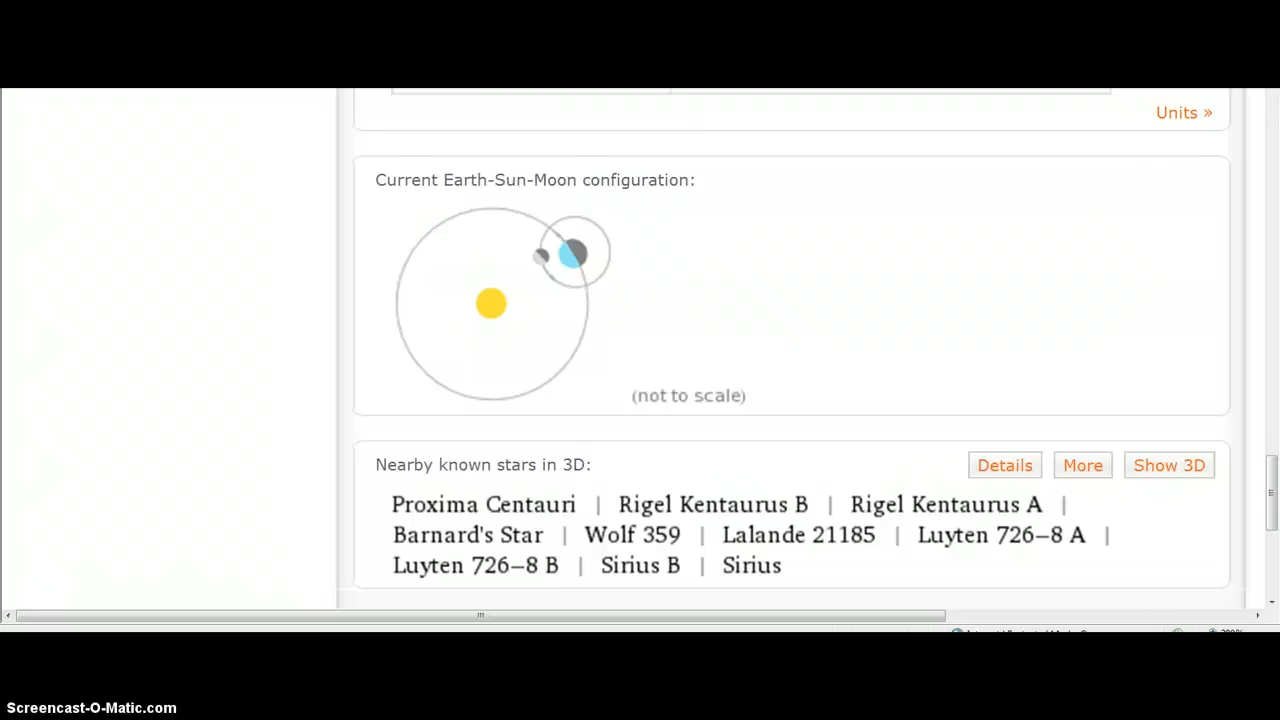 Units »
Current Earth-Sun-Moon configuration:
(not to scale)
Nearby known stars in 3D:
Details
More
Show 3D
Proxima Centauri | Rigel Kentaurus B | Rigel Kentaurus A |
Barnard's Star | Wolf 359 | Lalande 21185 | Luyten 726–8 A |
Luyten 726–8 B | Sirius B | Sirius
Screencast-O-Matic.com